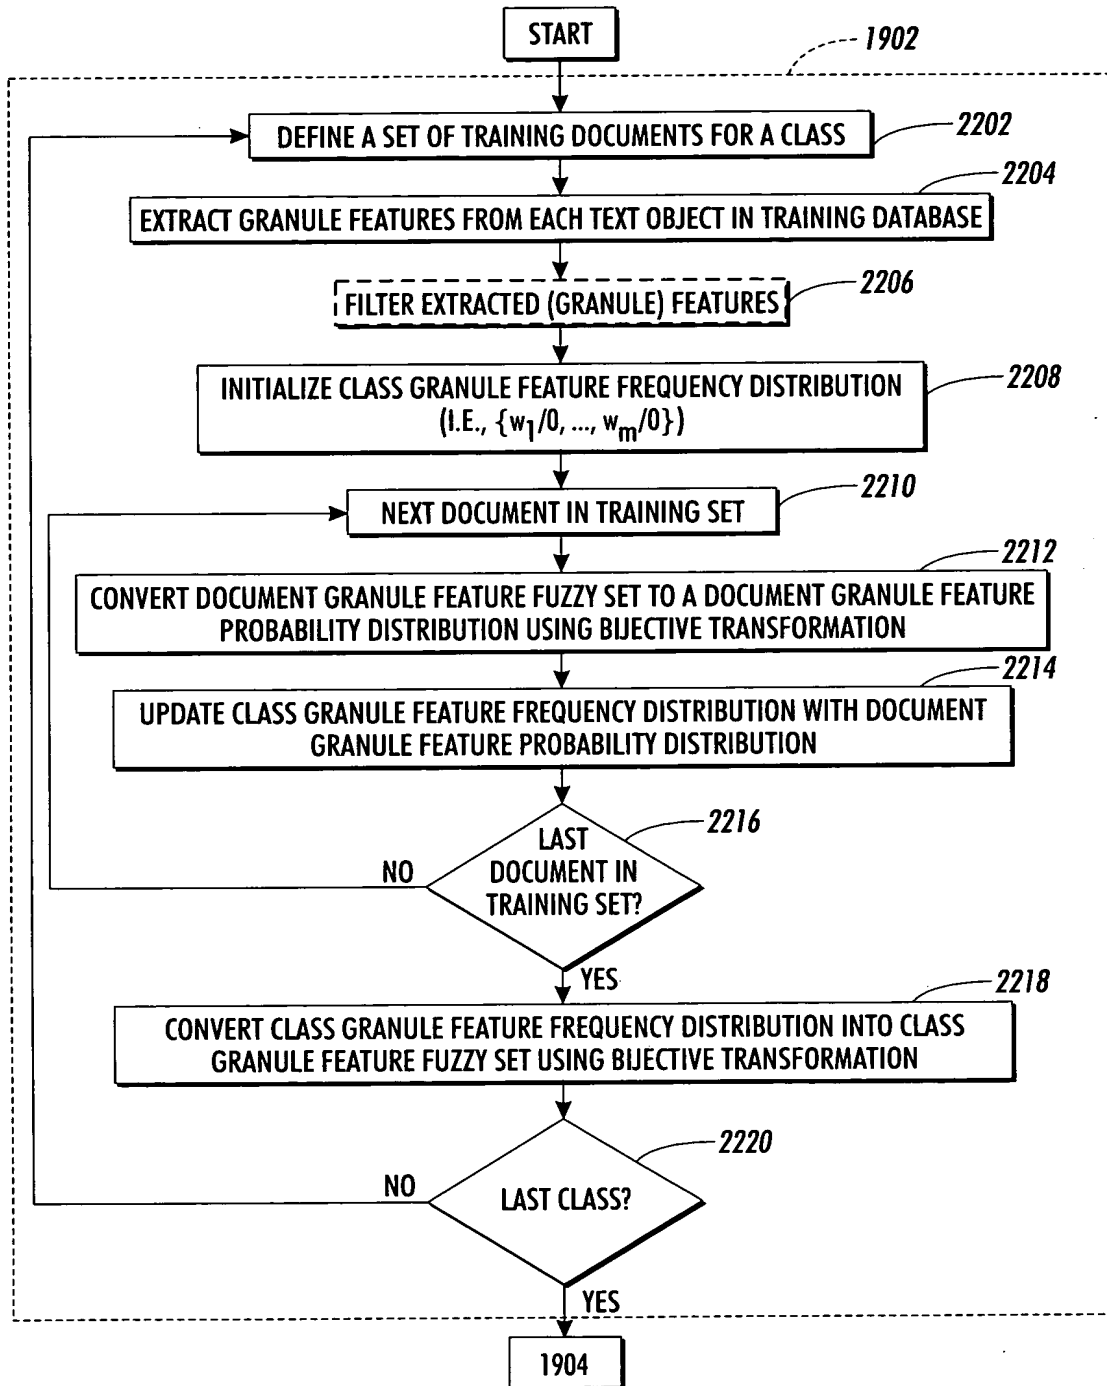 START
1902
DEFINE A SET OF TRAINING DOCUMENTS FOR A CLASS
2202
2204
EXTRACT GRANULE FEATURES FROM EACH TEXT OBJECT IN TRAINING DATABASE
2206
FILTER EXTRACTED (GRANULE) FEATURES
INITIALIZE CLASS GRANULE FEATURE FREQUENCY DISTRIBUTION
(I.E., {w1/0, ..., wm/0})
2208
2210
NEXT DOCUMENT IN TRAINING SET
2212
CONVERT DOCUMENT GRANULE FEATURE FUZZY SET TO A DOCUMENT GRANULE FEATURE
PROBABILITY DISTRIBUTION USING BIJECTIVE TRANSFORMATION
2214
UPDATE CLASS GRANULE FEATURE FREQUENCY DISTRIBUTION WITH DOCUMENT
GRANULE FEATURE PROBABILITY DISTRIBUTION
2216
LAST
DOCUMENT IN
TRAINING SET?
NO
YES
2218
CONVERT CLASS GRANULE FEATURE FREQUENCY DISTRIBUTION INTO CLASS
GRANULE FEATURE FUZZY SET USING BIJECTIVE TRANSFORMATION
2220
NO
LAST CLASS?
YES
1904